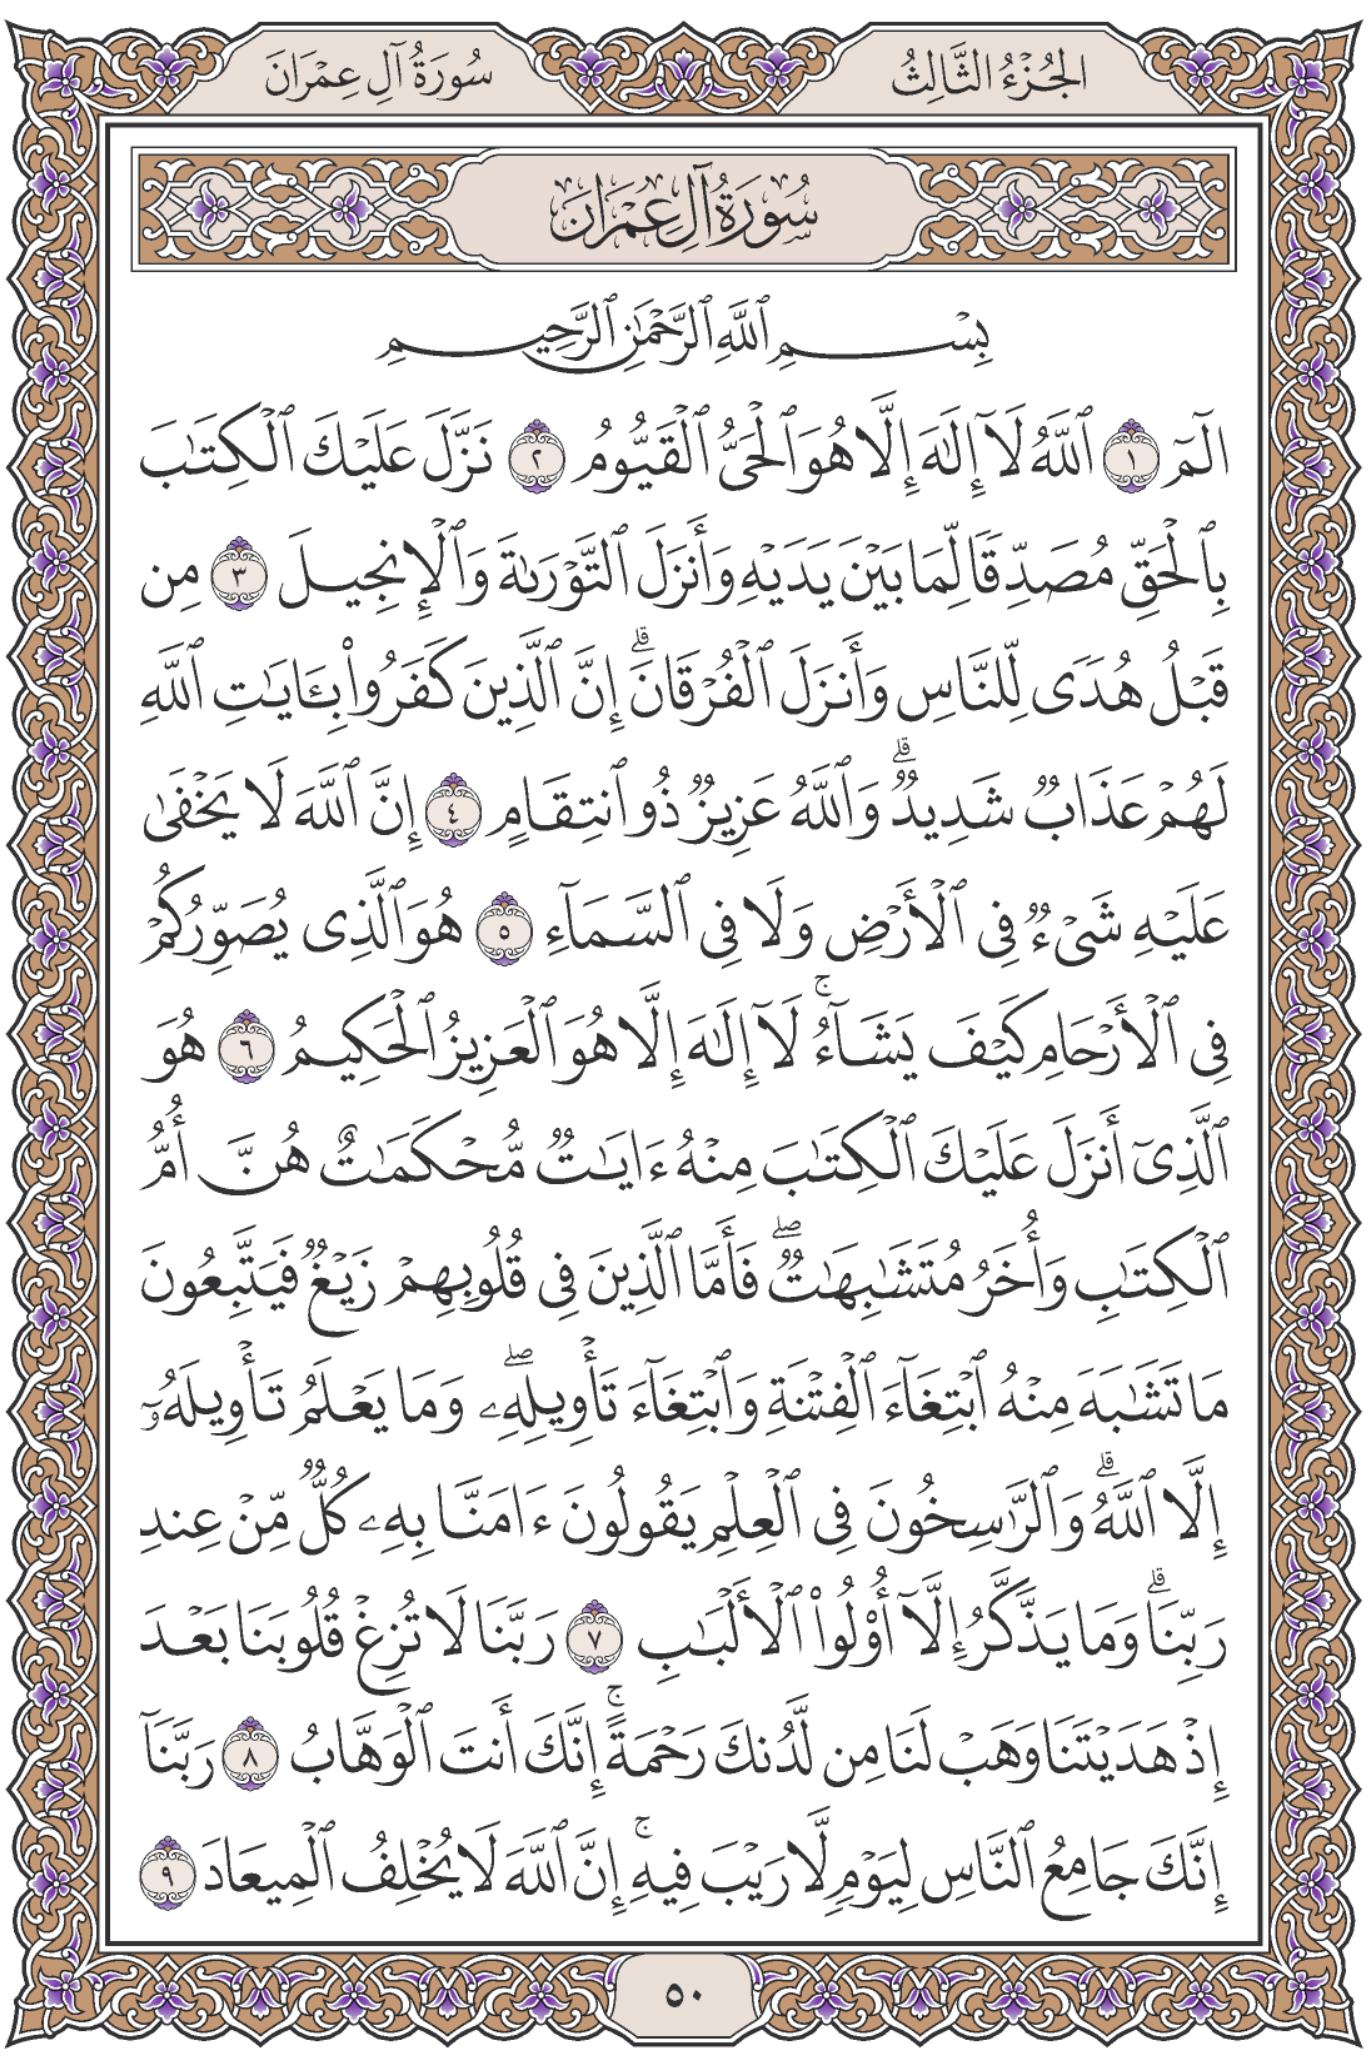 الجُزْءُ الثَّالِثُ
سُورَةُ آلِ عِمْرَانَ
سُورَةُ آلِ عِمْرَانَ
بِسْمِ ٱللَّهِ ٱلرَّحْمَٰنِ ٱلرَّحِيمِ
الٓمٓ ١ ٱللَّهُ لَآ إِلَٰهَ إِلَّا هُوَ ٱلْحَىُّ ٱلْقَيُّومُ ٢ نَزَّلَ عَلَيْكَ ٱلْكِتَٰبَ
بِٱلْحَقِّ مُصَدِّقًا لِّمَا بَيْنَ يَدَيْهِ وَأَنزَلَ ٱلتَّوْرَىٰةَ وَٱلْإِنجِيلَ ٣ مِن
قَبْلُ هُدًى لِّلنَّاسِ وَأَنزَلَ ٱلْفُرْقَانَ ۗ إِنَّ ٱلَّذِينَ كَفَرُوا۟ بِـَٔايَٰتِ ٱللَّهِ
لَهُمْ عَذَابٌ شَدِيدٌ ۗ وَٱللَّهُ عَزِيزٌ ذُو ٱنتِقَامٍ ٤ إِنَّ ٱللَّهَ لَا يَخْفَىٰ
عَلَيْهِ شَىْءٌ فِى ٱلْأَرْضِ وَلَا فِى ٱلسَّمَآءِ ٥ هُوَ ٱلَّذِى يُصَوِّرُكُمْ
فِى ٱلْأَرْحَامِ كَيْفَ يَشَآءُ ۚ لَآ إِلَٰهَ إِلَّا هُوَ ٱلْعَزِيزُ ٱلْحَكِيمُ ٦ هُوَ
ٱلَّذِىٓ أَنزَلَ عَلَيْكَ ٱلْكِتَٰبَ مِنْهُ ءَايَٰتٌ مُّحْكَمَٰتٌ هُنَّ أُمُّ
ٱلْكِتَٰبِ وَأُخَرُ مُتَشَٰبِهَٰتٌ ۖ فَأَمَّا ٱلَّذِينَ فِى قُلُوبِهِمْ زَيْغٌ فَيَتَّبِعُونَ
مَا تَشَٰبَهَ مِنْهُ ٱبْتِغَآءَ ٱلْفِتْنَةِ وَٱبْتِغَآءَ تَأْوِيلِهِۦ ۖ وَمَا يَعْلَمُ تَأْوِيلَهُۥٓ
إِلَّا ٱللَّهُ ۗ وَٱلرَّٰسِخُونَ فِى ٱلْعِلْمِ يَقُولُونَ ءَامَنَّا بِهِۦ كُلٌّ مِّنْ عِندِ
رَبِّنَا ۗ وَمَا يَذَّكَّرُ إِلَّآ أُو۟لُوا۟ ٱلْأَلْبَٰبِ ٧ رَبَّنَا لَا تُزِغْ قُلُوبَنَا بَعْدَ
إِذْ هَدَيْتَنَا وَهَبْ لَنَا مِن لَّدُنكَ رَحْمَةً ۚ إِنَّكَ أَنتَ ٱلْوَهَّابُ ٨ رَبَّنَآ
إِنَّكَ جَامِعُ ٱلنَّاسِ لِيَوْمٍ لَّا رَيْبَ فِيهِ ۚ إِنَّ ٱللَّهَ لَا يُخْلِفُ ٱلْمِيعَادَ ٩
٥٠